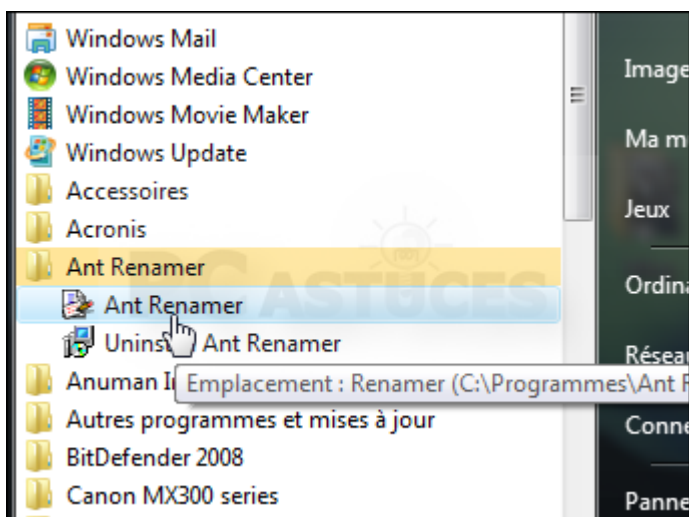 Windows Mail
Windows Media Center
Windows Movie Maker
Windows Update
Accessoires
Acronis
Ant Renamer
Ant Renamer
Ant Renamer
Emplacement : Renamer (C:\Programmes\Ant
Autres programmes et mises à jour
BitDefender 2008
Canon MX300 series
PC ASTUCES
Image
Ma m
Jeux
Ordina
Résea
Conne
Panne